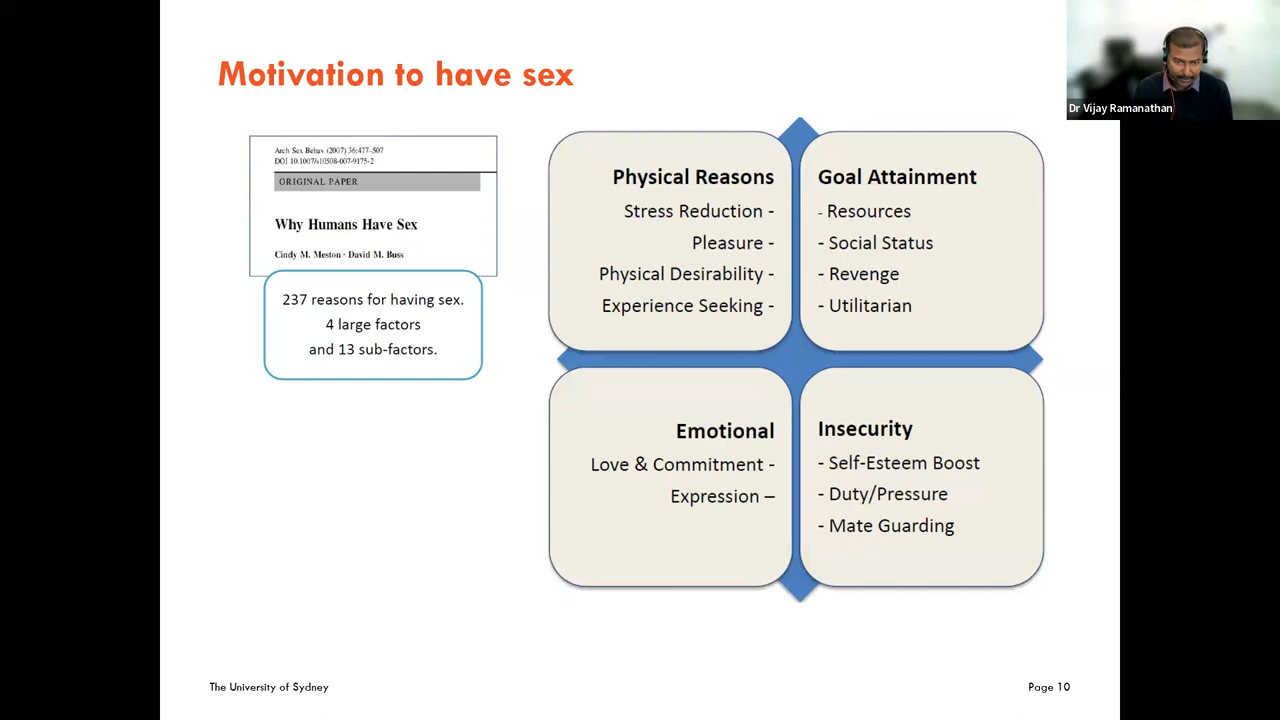 Motivation to have sex
Dr Vijay Ramanathan
Arch Sex Behav (2007) 36:477–507
DOI 10.1007/s10508-007-9175-2
ORIGINAL PAPER
Why Humans Have Sex
Cindy M. Meston · David M. Buss
237 reasons for having sex.
4 large factors
and 13 sub-factors.
Physical Reasons
Stress Reduction -
Pleasure -
Physical Desirability -
Experience Seeking -
Goal Attainment
- Resources
- Social Status
- Revenge
- Utilitarian
Emotional
Love & Commitment -
Expression –
Insecurity
- Self-Esteem Boost
- Duty/Pressure
- Mate Guarding
The University of Sydney
Page 10